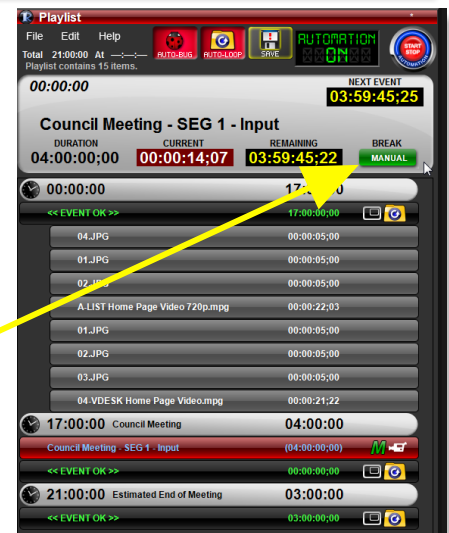 Playlist
File Edit Help
Total 21:00:00 At —:—:—
Playlist contains 15 items.
AUTO-BUG
AUTO-LOOP
SAVE
AUTOMATION
ON
START
STOP
AUTOMATION
00:00:00
NEXT EVENT
03:59:45;25
Council Meeting - SEG 1 - Input
DURATION CURRENT REMAINING BREAK
04:00:00;00 00:00:14;07 03:59:45;22 MANUAL
00:00:00
<< EVENT OK >> 17:00:00;00
04.JPG 00:00:05;00
01.JPG 00:00:05;00
02.JPG 00:00:05;00
A-LIST Home Page Video 720p.mpg 00:00:22;03
01.JPG 00:00:05;00
02.JPG 00:00:05;00
03.JPG 00:00:05;00
04-VDESK Home Page Video.mpg 00:00:21;22
17:00:00 Council Meeting 04:00:00
Council Meeting - SEG 1 - Input (04:00:00;00) M
<< EVENT OK >> 00:00:00;00
21:00:00 Estimated End of Meeting 03:00:00
<< EVENT OK >> 03:00:00;00